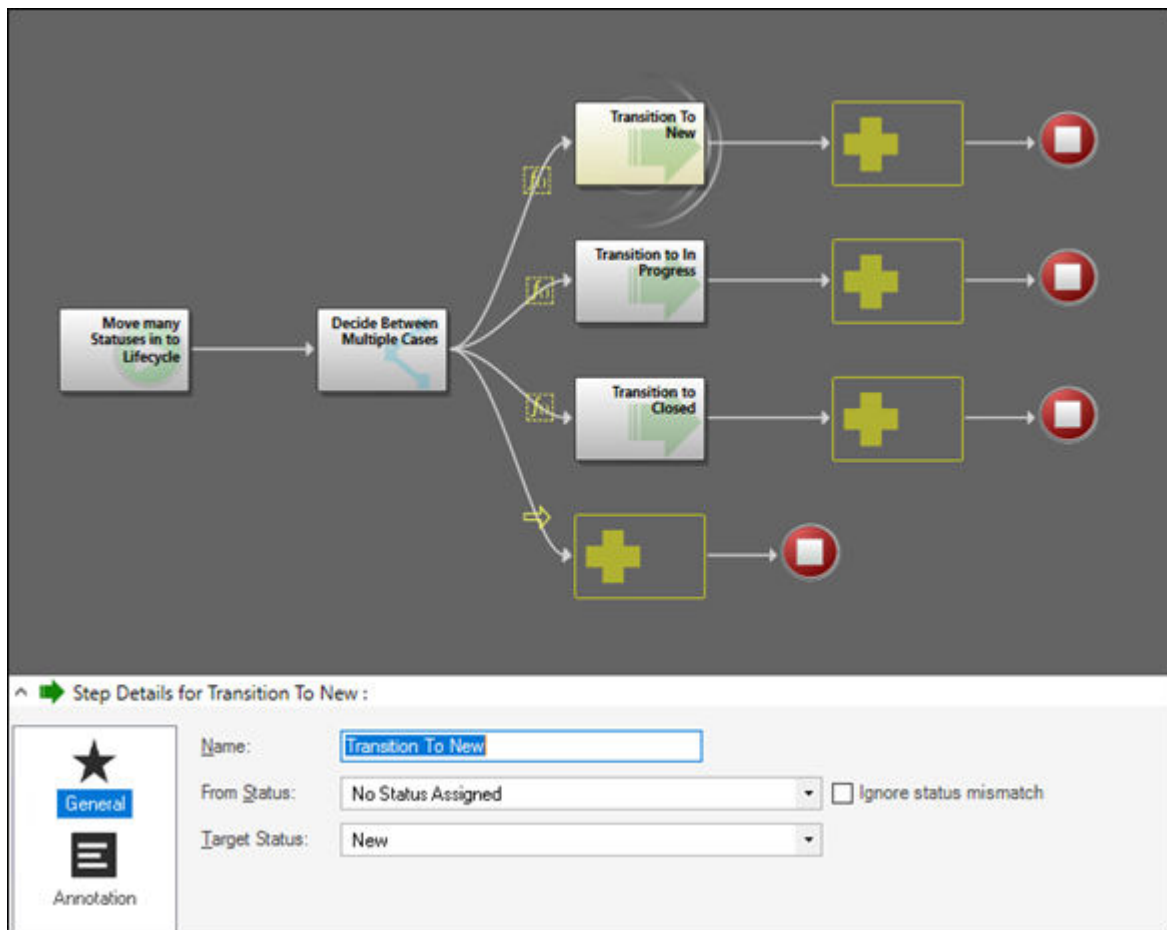 Transition To
New
Transition to In
Progress
Move many
Statuses in to
Lifecycle
Decide Between
Multiple Cases
Transition to
Closed
Step Details for Transition To New :
General
Annotation
Name: Transition To New
From Status: No Status Assigned Ignore status mismatch
Target Status: New